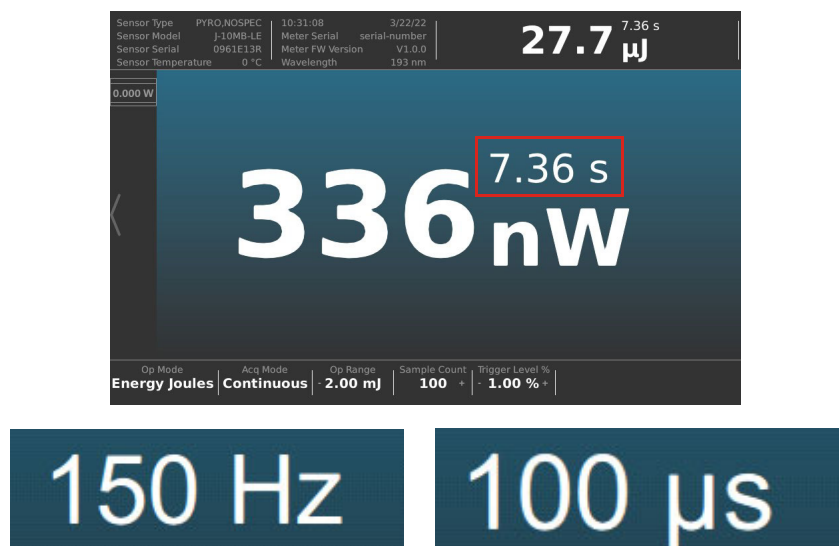 Sensor Type PYRO,NOSPEC 10:31:08 3/22/22
Sensor Model J-10MB-LE Meter Serial serial-number
Sensor Serial 0961E13R Meter FW Version V1.0.0
Sensor Temperature 0 °C Wavelength 193 nm
27.7 µJ 7.36 s
0.000 W
7.36 s
336 nW
Op Mode Acq Mode Op Range Sample Count Trigger Level %
Energy Joules Continuous - 2.00 mJ 100 + - 1.00 % +
150 Hz 100 µs